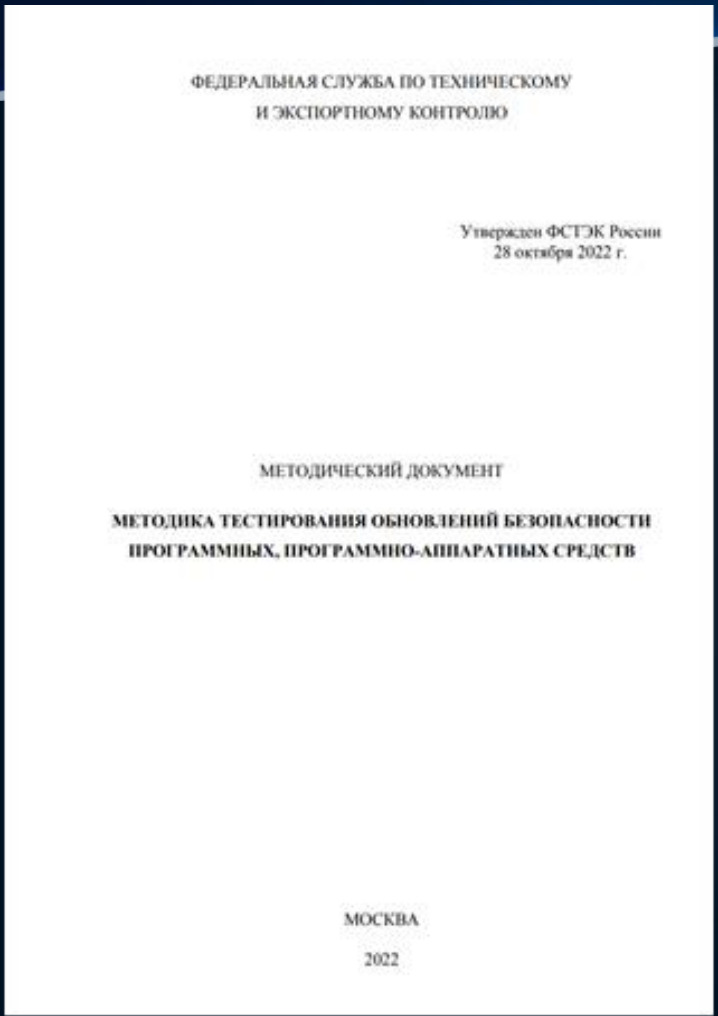 ФЕДЕРАЛЬНАЯ СЛУЖБА ПО ТЕХНИЧЕСКОМУ
И ЭКСПОРТНОМУ КОНТРОЛЮ
Утвержден ФСТЭК России
28 октября 2022 г.
МЕТОДИЧЕСКИЙ ДОКУМЕНТ
МЕТОДИКА ТЕСТИРОВАНИЯ ОБНОВЛЕНИЙ БЕЗОПАСНОСТИ
ПРОГРАММНЫХ, ПРОГРАММНО-АППАРАТНЫХ СРЕДСТВ
МОСКВА
2022